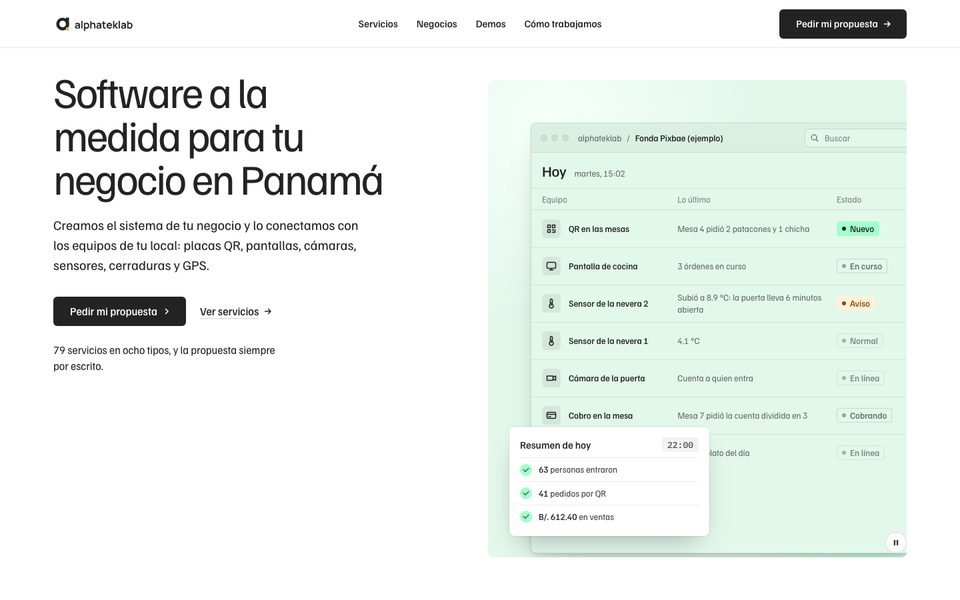 alphateklab
Servicios
Negocios
Demos
Cómo trabajamos
Pedir mi propuesta →
Software a la
medida para tu
negocio en Panamá
Creamos el sistema de tu negocio y lo conectamos con
los equipos de tu local: placas QR, pantallas, cámaras,
sensores, cerraduras y GPS.
Pedir mi propuesta ›
Ver servicios →
79 servicios en ocho tipos, y la propuesta siempre
por escrito.
alphateklab / Fonda Pixbae (ejemplo)
Buscar
Hoy martes, 15:02
Equipo Lo último Estado
QR en las mesas Mesa 4 pidió 2 patacones y 1 chicha Nuevo
Pantalla de cocina 3 órdenes en curso En curso
Sensor de la nevera 2 Subió a 8.9 °C: la puerta lleva 6 minutos
abierta Aviso
Sensor de la nevera 1 4.1 °C Normal
Cámara de la puerta Cuenta a quien entra En línea
Cobro en la mesa Mesa 7 pidió la cuenta dividida en 3 Cobrando
del día En línea
Resumen de hoy 22:00
63 personas entraron
41 pedidos por QR
B/. 612.40 en ventas